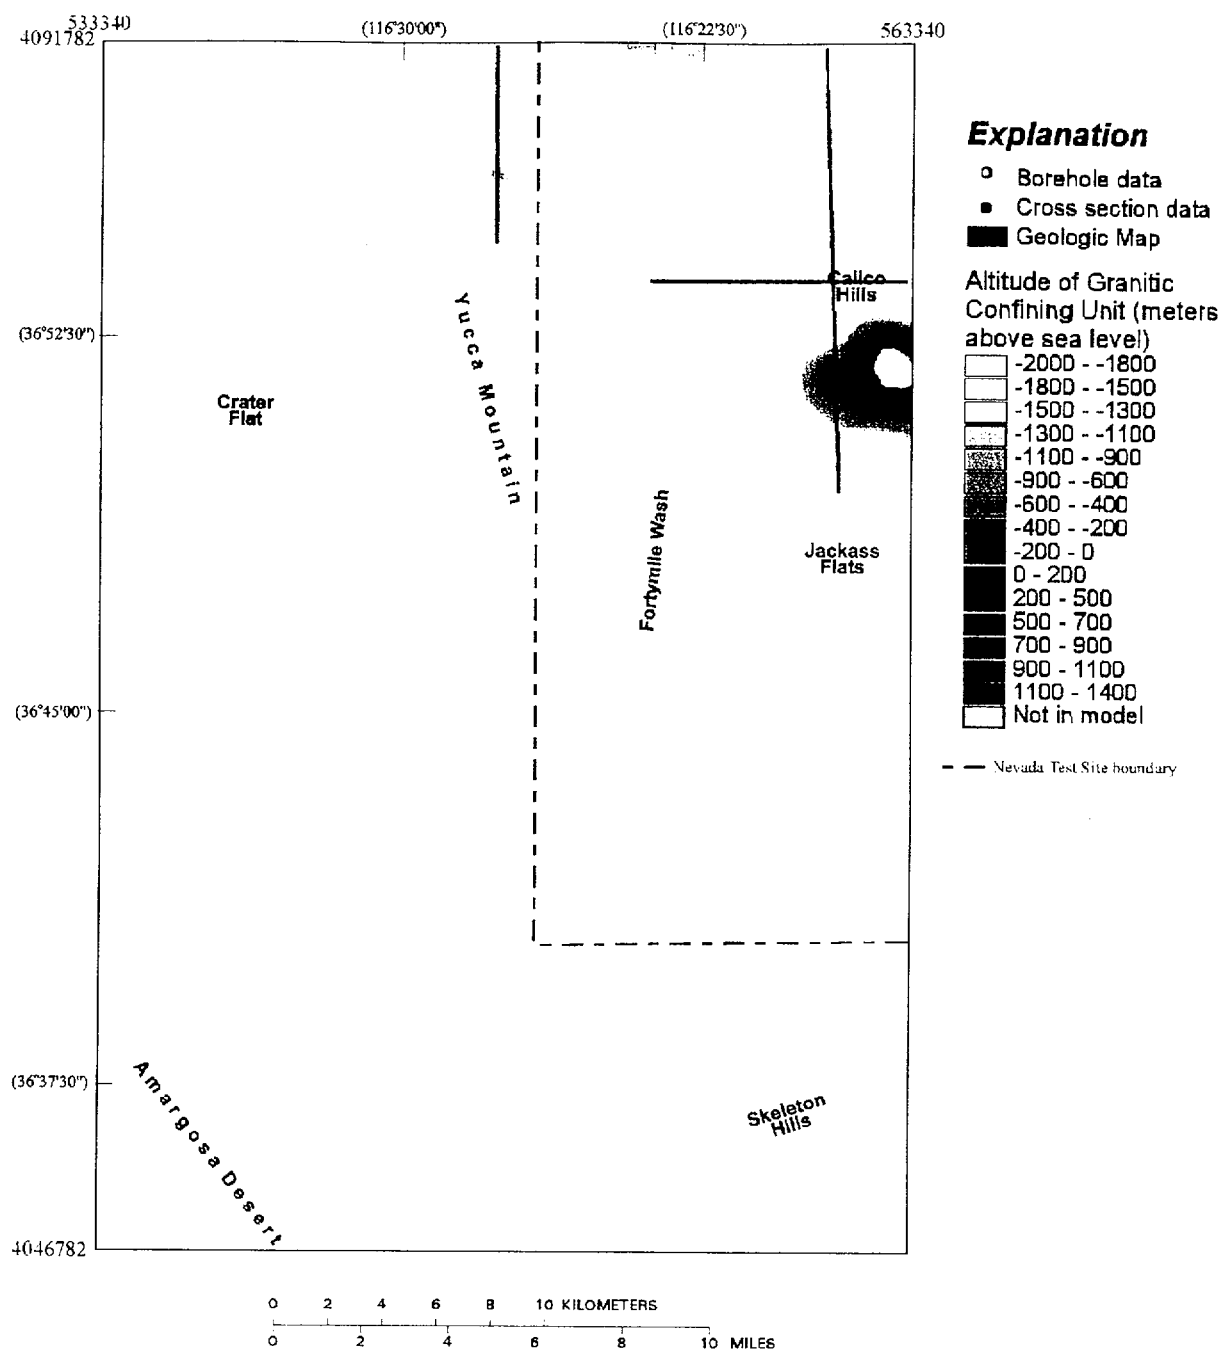 533340
(116°30'00")
(116°22'30")
563340
4091782
Explanation
Borehole data
Cross section data
Geologic Map
Calico
Hills
Altitude of Granitic
Confining Unit (meters
above sea level)
-2000 - -1800
-1800 - -1500
-1500 - -1300
-1300 - -1100
-1100 - -900
-900 - -600
-600 - -400
-400 - -200
-200 - 0
0 - 200
200 - 500
500 - 700
700 - 900
900 - 1100
1100 - 1400
Not in model
Nevada Test Site boundary
(36°52'30")
Yucca Mountain
Crater
Flat
Fortymile Wash
Jackass
Flats
(36°45'00")
(36°37'30")
Amargosa Desert
Skeleton
Hills
4046782
0 2 4 6 8 10 KILOMETERS
0 2 4 6 8 10 MILES